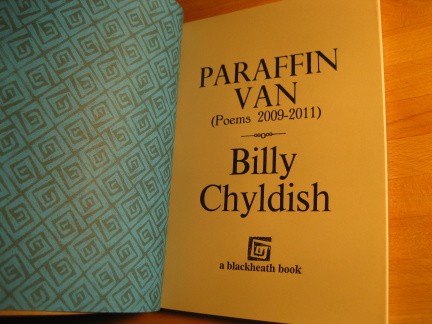 PARAFFIN
VAN
(Poems 2009-2011)
Billy
Chyldish
a blackheath book